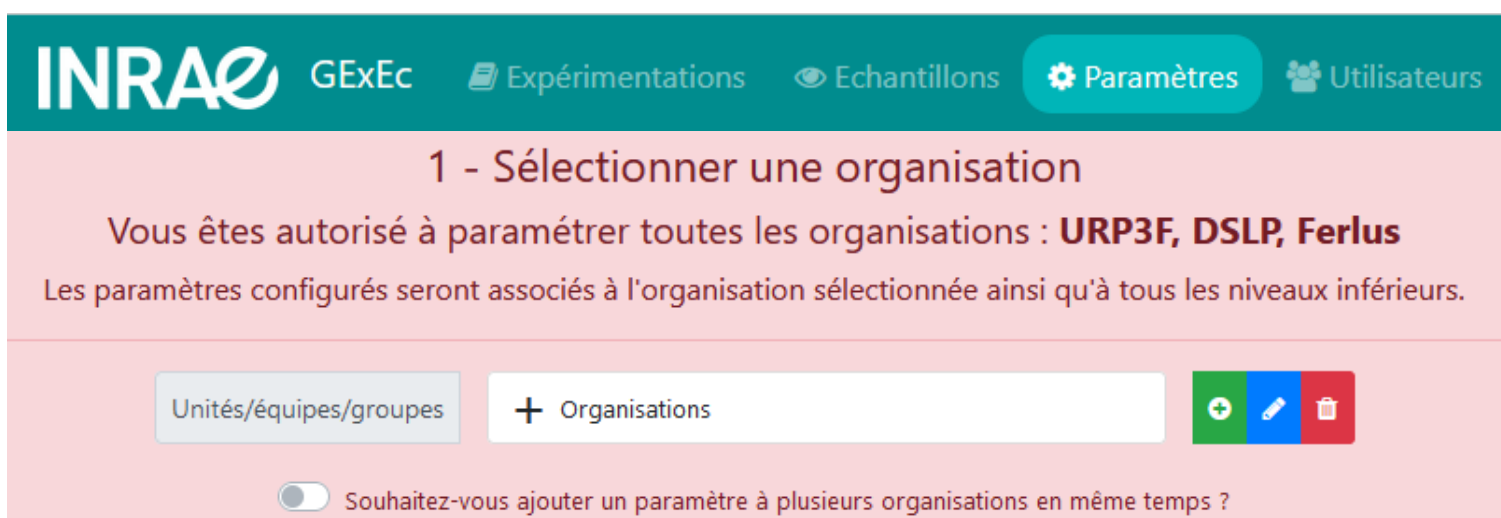 INRAE GExEc Expérimentations Echantillons Paramètres Utilisateurs
1 - Sélectionner une organisation
Vous êtes autorisé à paramétrer toutes les organisations : URP3F, DSLP, Ferlus
Les paramètres configurés seront associés à l'organisation sélectionnée ainsi qu'à tous les niveaux inférieurs.
Unités/équipes/groupes + Organisations
Souhaitez-vous ajouter un paramètre à plusieurs organisations en même temps ?